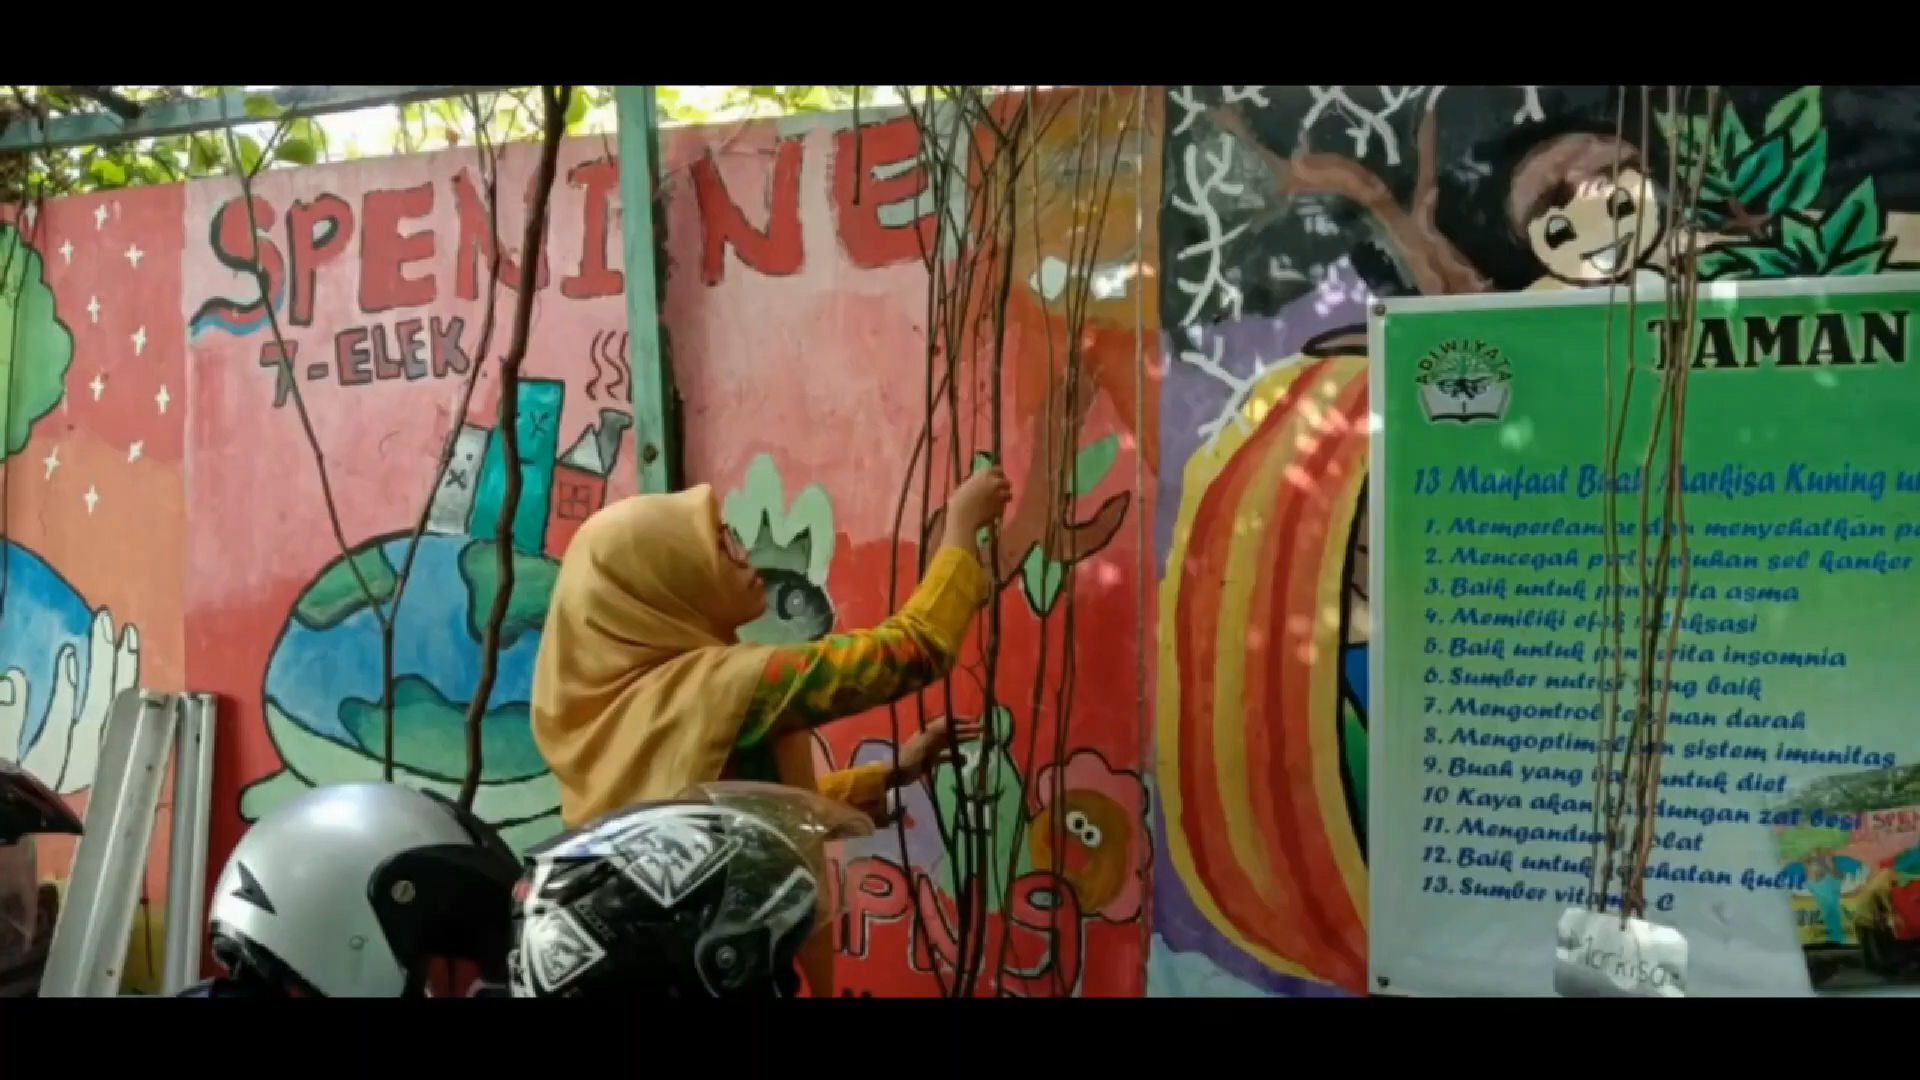 SPENINE
7-ELEK
ADIWIYATA
TAMAN
13 Manfaat Buah Markisa Kuning
1. Memperlancar dan menyehatkan
2. Mencegah pertumbuhan sel kanker
3. Baik untuk penderita asma
4. Memiliki efek relaksasi
5. Baik untuk penderita insomnia
6. Sumber nutrisi yang baik
7. Mengontrol tekanan darah
8. Mengoptimalkan sistem imunitas
9. Buah yang baik untuk diet
10 Kaya akan kandungan zat besi
11. Mengandung folat
12. Baik untuk kesehatan kulit
13. Sumber vitamin C
Markisa
PN9